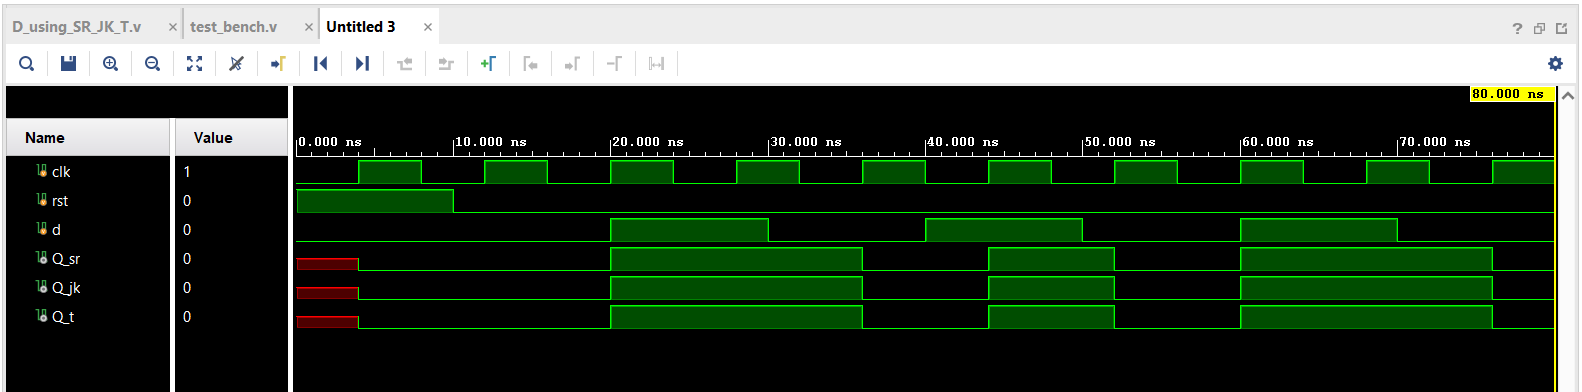 D_using_SR_JK_T.v × test_bench.v × Untitled 3 ×
?
80.000 ns
Name Value
0.000 ns 10.000 ns 20.000 ns 30.000 ns 40.000 ns 50.000 ns 60.000 ns 70.000 ns
clk 1
rst 0
d 0
Q_sr 0
Q_jk 0
Q_t 0